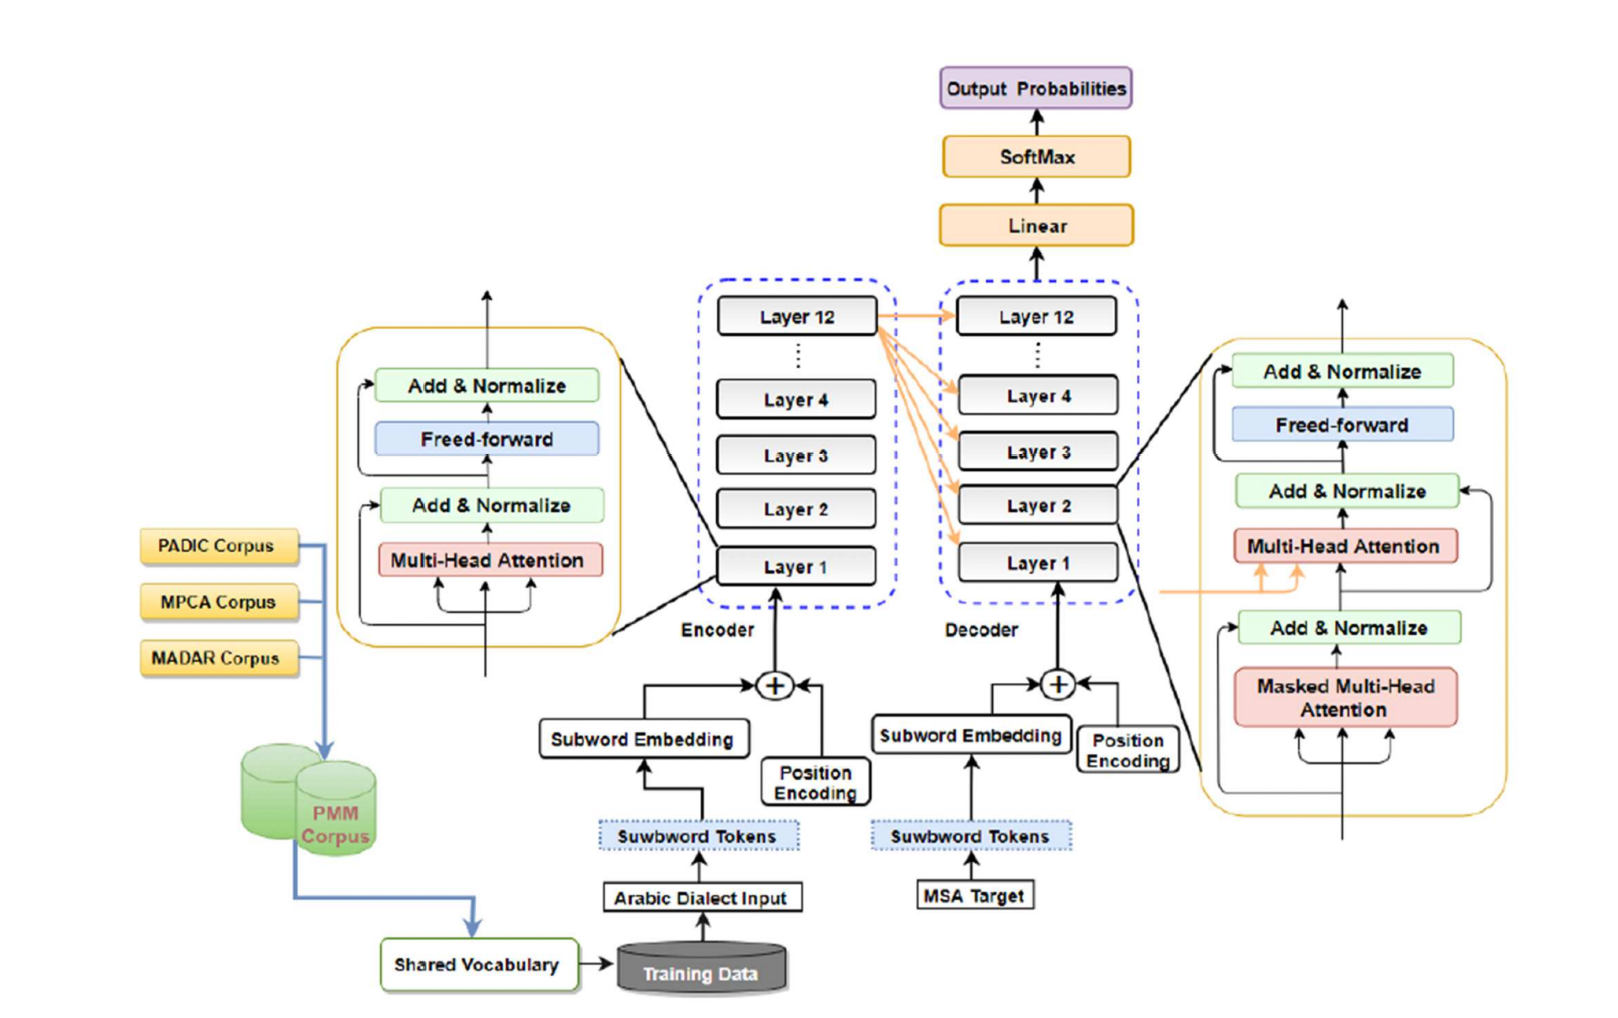 Output Probabilities
SoftMax
Linear
Layer 12
Layer 4
Layer 3
Layer 2
Layer 1
Encoder
Layer 12
Layer 4
Layer 3
Layer 2
Layer 1
Decoder
Add & Normalize
Freed-forward
Add & Normalize
Multi-Head Attention
Add & Normalize
Freed-forward
Add & Normalize
Multi-Head Attention
Add & Normalize
Masked Multi-Head
Attention
PADIC Corpus
MPCA Corpus
MADAR Corpus
PMM
Corpus
Shared Vocabulary
Training Data
Arabic Dialect Input
Suwbword Tokens
Subword Embedding
Position
Encoding
MSA Target
Suwbword Tokens
Subword Embedding
Position
Encoding